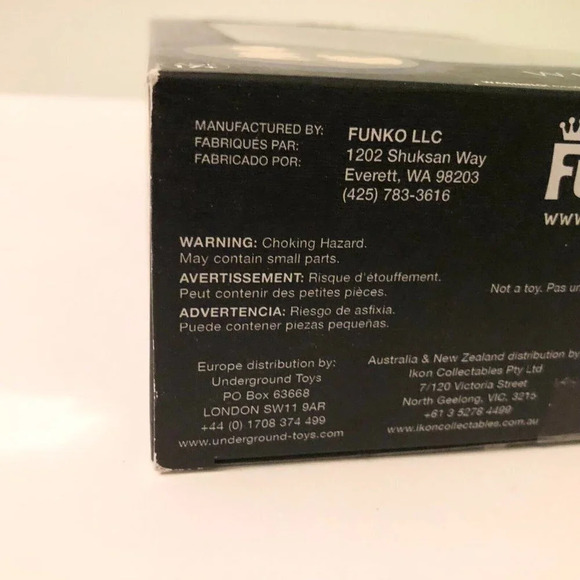 MANUFACTURED BY:
FABRIQUÉS PAR:
FABRICADO POR:
FUNKO LLC
1202 Shuksan Way
Everett, WA 98203
(425) 783-3616
WARNING: Choking Hazard.
May contain small parts.
AVERTISSEMENT: Risque d'étouffement.
Peut contenir des petites pièces.
ADVERTENCIA: Riesgo de asfixia.
Puede contener piezas pequeñas.
Not a toy. Pas un
Europe distribution by:
Underground Toys
PO Box 63668
LONDON SW11 9AR
+44 (0) 1708 374 499
www.underground-toys.com
Australia & New Zealand distribution by
Ikon Collectables Pty Ltd
7/120 Victoria Street
North Geelong, VIC. 3215
+61 3 5278 4499
www.ikoncollectables.com.au